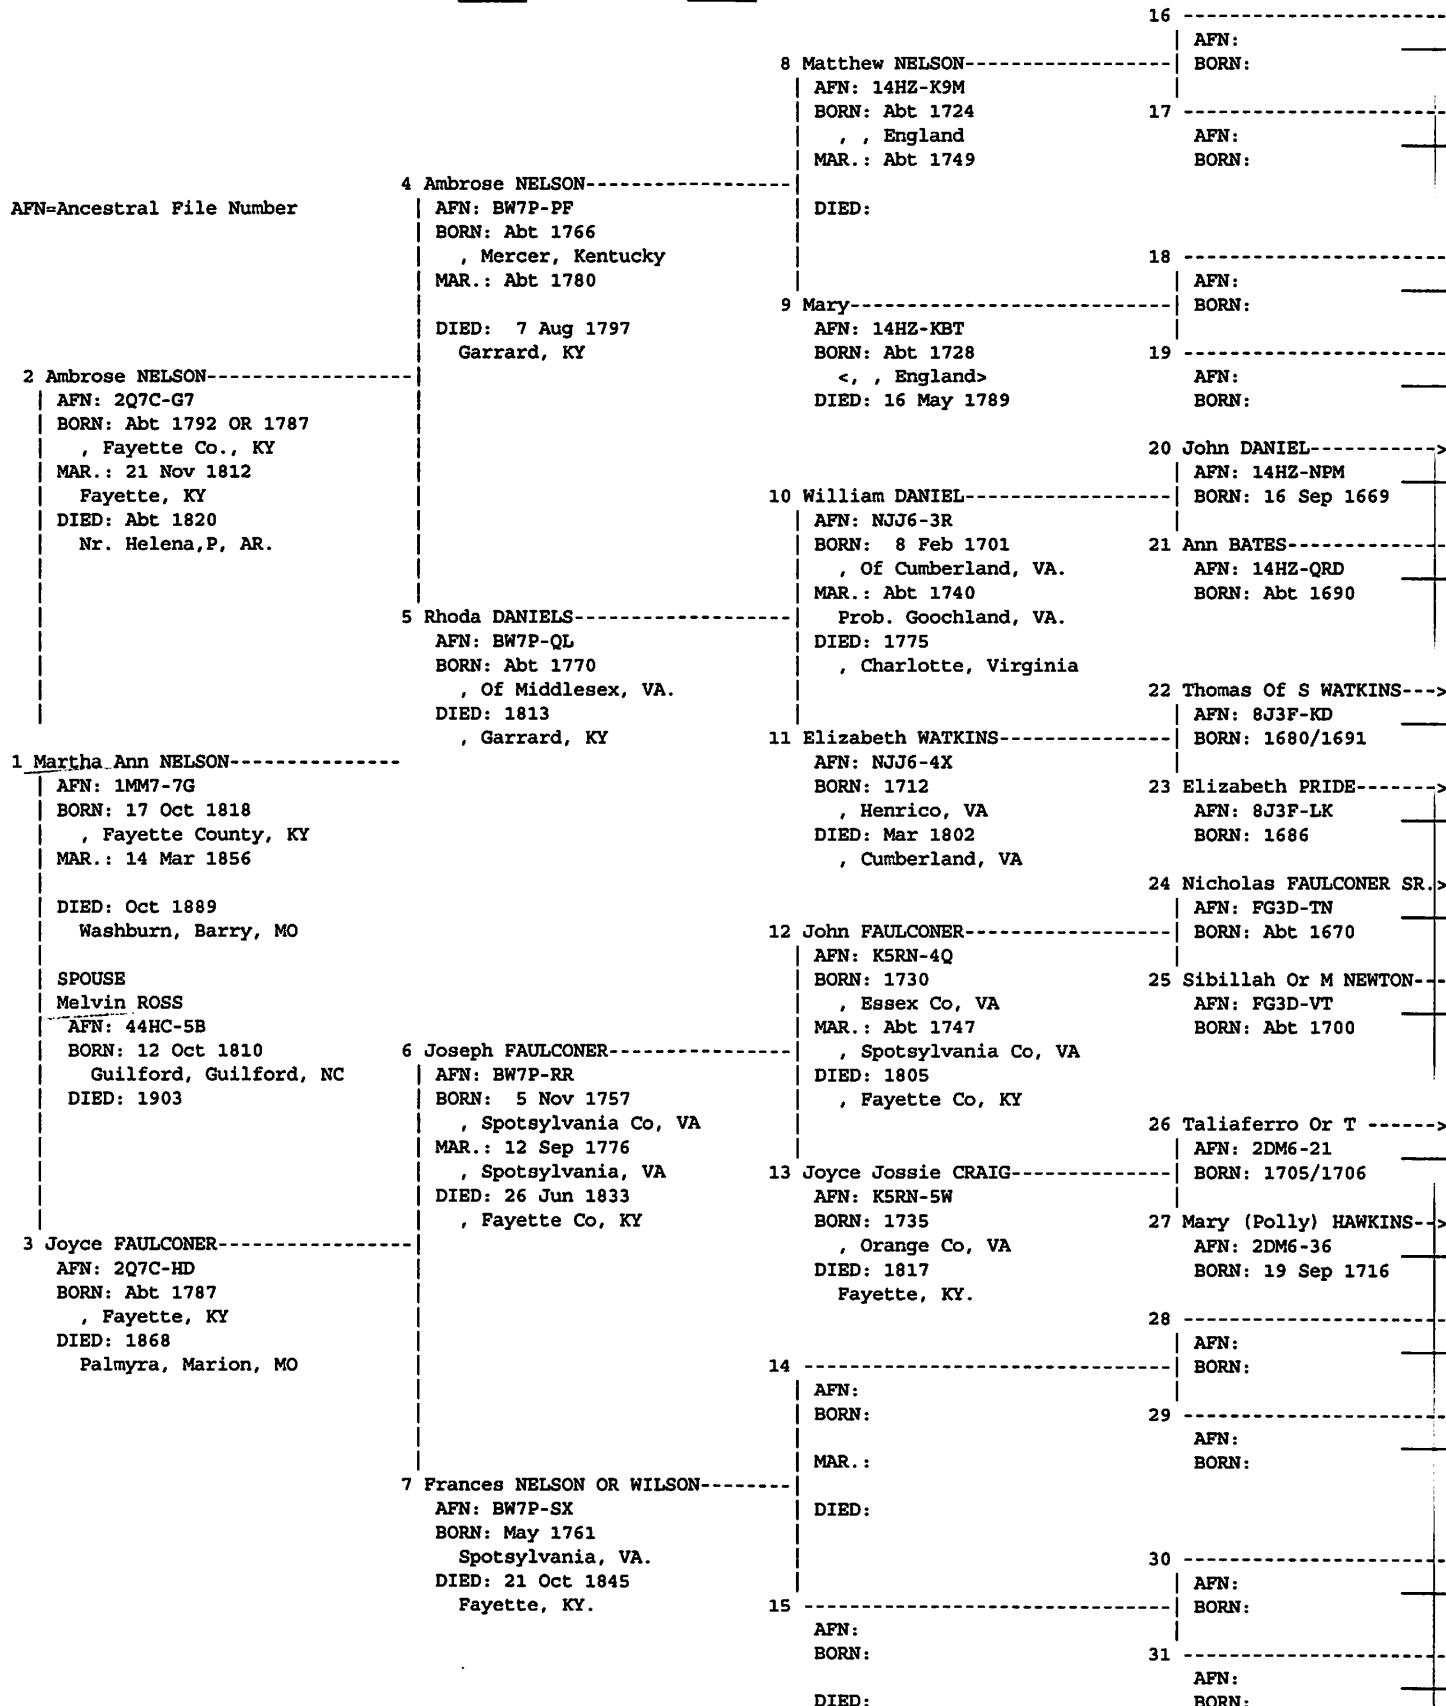 AFN=Ancestral File Number
1 Martha Ann NELSON---------------
AFN: 1MM7-7G
BORN: 17 Oct 1818
, Fayette County, KY
MAR.: 14 Mar 1856
DIED: Oct 1889
Washburn, Barry, MO
SPOUSE
Melvin ROSS
AFN: 44HC-5B
BORN: 12 Oct 1810
Guilford, Guilford, NC
DIED: 1903
2 Ambrose NELSON------------------
AFN: 2Q7C-G7
BORN: Abt 1792 OR 1787
, Fayette Co., KY
MAR.: 21 Nov 1812
Fayette, KY
DIED: Abt 1820
Nr. Helena,P, AR.
3 Joyce FAULCONER-----------------
AFN: 2Q7C-HD
BORN: Abt 1787
, Fayette, KY
DIED: 1868
Palmyra, Marion, MO
4 Ambrose NELSON------------------
AFN: BW7P-PF
BORN: Abt 1766
, Mercer, Kentucky
MAR.: Abt 1780
DIED: 7 Aug 1797
Garrard, KY
5 Rhoda DANIELS-------------------
AFN: BW7P-QL
BORN: Abt 1770
, Of Middlesex, VA.
DIED: 1813
, Garrard, KY
6 Joseph FAULCONER----------------
AFN: BW7P-RR
BORN: 5 Nov 1757
, Spotsylvania Co, VA
MAR.: 12 Sep 1776
, Spotsylvania, VA
DIED: 26 Jun 1833
, Fayette Co, KY
7 Frances NELSON OR WILSON--------
AFN: BW7P-SX
BORN: May 1761
Spotsylvania, VA.
DIED: 21 Oct 1845
Fayette, KY.
8 Matthew NELSON-----------------
AFN: 14HZ-K9M
BORN: Abt 1724
, , England
MAR.: Abt 1749
DIED:
9 Mary---------------------------
AFN: 14HZ-KBT
BORN: Abt 1728
<, , England>
DIED: 16 May 1789
10 William DANIEL-----------------
AFN: NJJ6-3R
BORN: 8 Feb 1701
, Of Cumberland, VA.
MAR.: Abt 1740
Prob. Goochland, VA.
DIED: 1775
, Charlotte, Virginia
11 Elizabeth WATKINS--------------
AFN: NJJ6-4X
BORN: 1712
, Henrico, VA
DIED: Mar 1802
, Cumberland, VA
12 John FAULCONER-----------------
AFN: K5RN-4Q
BORN: 1730
, Essex Co, VA
MAR.: Abt 1747
, Spotsylvania Co, VA
DIED: 1805
, Fayette Co, KY
13 Joyce Jossie CRAIG-------------
AFN: K5RN-5W
BORN: 1735
, Orange Co, VA
DIED: 1817
Fayette, KY.
14 -------------------------------
AFN:
BORN:
MAR.:
DIED:
15 -------------------------------
AFN:
BORN:
DIED:
16 ----------------------
AFN:
BORN:
17 ----------------------
AFN:
BORN:
18 ----------------------
AFN:
BORN:
19 ----------------------
AFN:
BORN:
20 John DANIEL----------->
AFN: 14HZ-NPM
BORN: 16 Sep 1669
21 Ann BATES-------------
AFN: 14HZ-QRD
BORN: Abt 1690
22 Thomas Of S WATKINS--->
AFN: 8J3F-KD
BORN: 1680/1691
23 Elizabeth PRIDE------->
AFN: 8J3F-LK
BORN: 1686
24 Nicholas FAULCONER SR.>
AFN: FG3D-TN
BORN: Abt 1670
25 Sibillah Or M NEWTON---
AFN: FG3D-VT
BORN: Abt 1700
26 Taliaferro Or T ------>
AFN: 2DM6-21
BORN: 1705/1706
27 Mary (Polly) HAWKINS-->
AFN: 2DM6-36
BORN: 19 Sep 1716
28 ----------------------
AFN:
BORN:
29 ----------------------
AFN:
BORN:
30 ----------------------
AFN:
BORN:
31 ----------------------
AFN:
BORN: